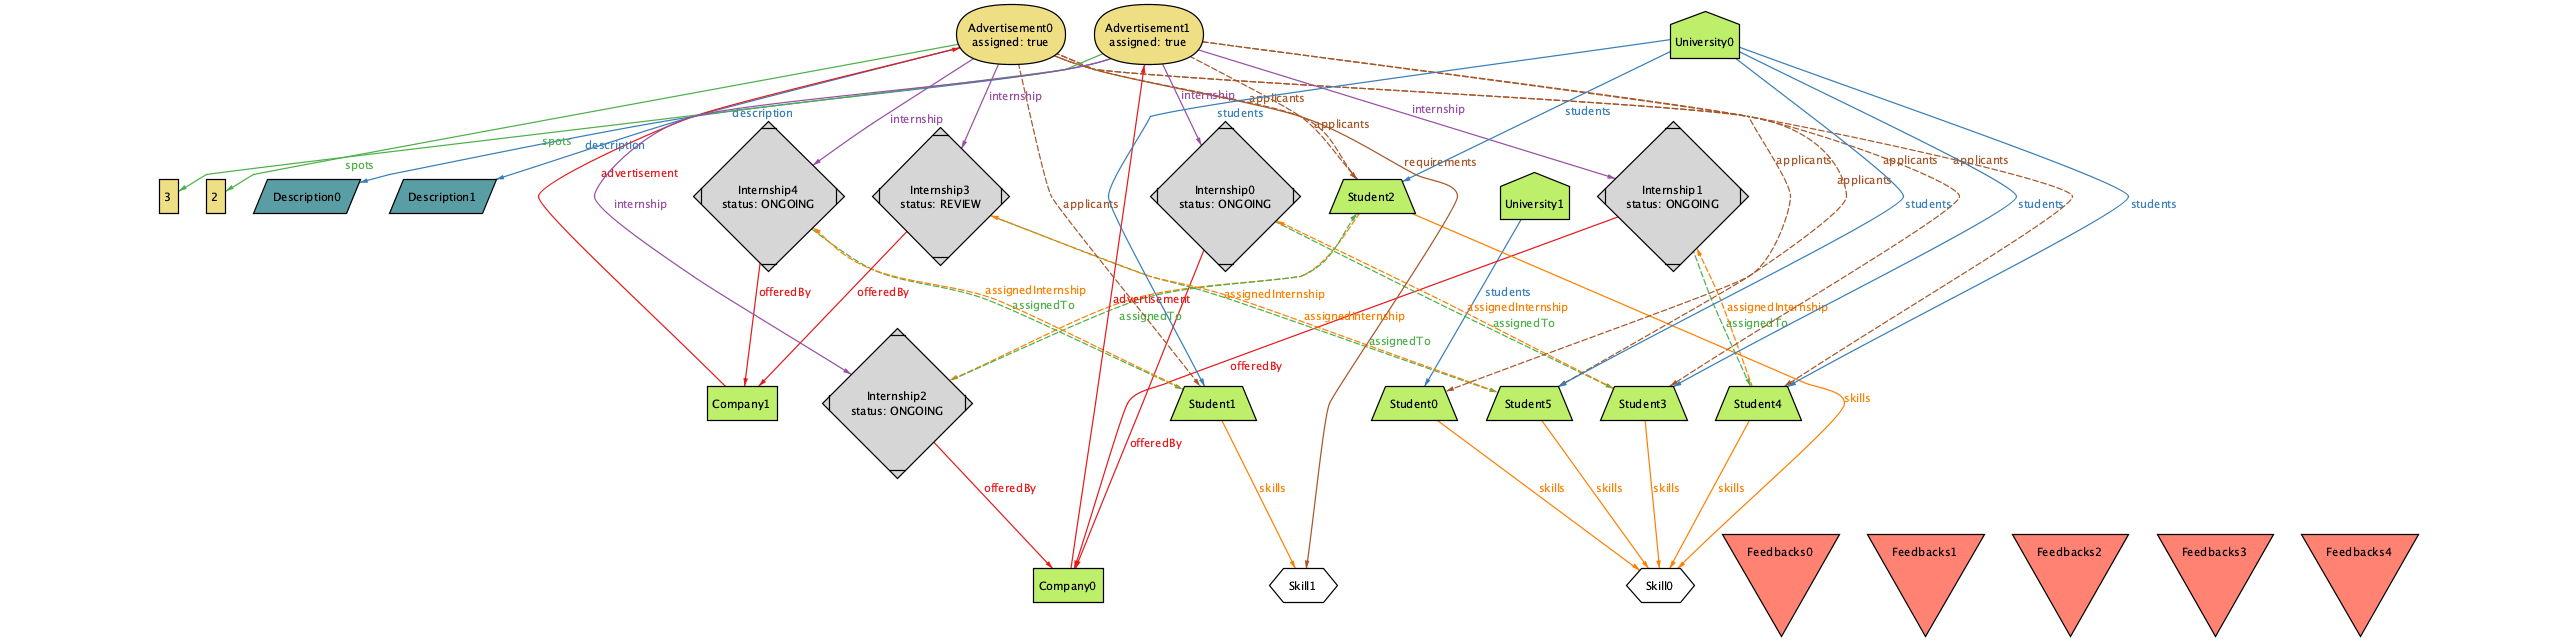 Advertisement0
assigned: true
Advertisement1
assigned: true
University0
internship
internship
applicants
internship
description
students
applicants
students
spots
description
spots
applicants
requirements
applicants
applicants
applicants
advertisement
applicants
3
2
Description0
Description1
Internship4
status: ONGOING
Internship3
status: REVIEW
Internship0
status: ONGOING
Student2
University1
Internship1
status: ONGOING
internship
applicants
students
students
students
offeredBy
offeredBy
assignedInternship
assignedTo
assignedInternship
advertisement
assignedTo
students
assignedInternship
assignedInternship
assignedTo
assignedInternship
assignedTo
assignedTo
offeredBy
Company1
Internship2
status: ONGOING
Student1
Student0
Student5
Student3
Student4
skills
offeredBy
offeredBy
skills
skills
skills
skills
skills
Company0
Skill1
Skill0
Feedbacks0
Feedbacks1
Feedbacks2
Feedbacks3
Feedbacks4
internship